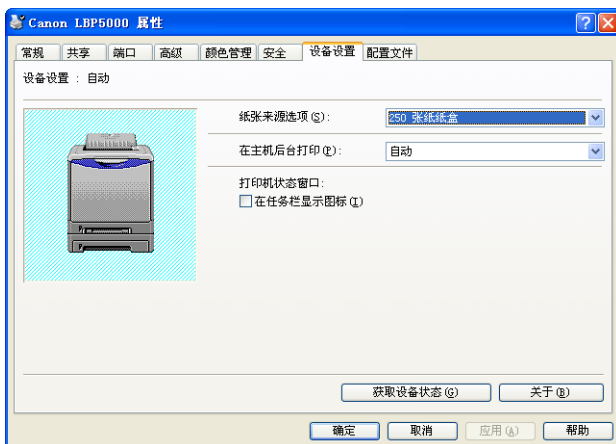 Canon LBP5000 属性
常规 共享 端口 高级 颜色管理 安全 设备设置 配置文件
设备设置 : 自动
纸张来源选项(S): 250 张纸纸盒
在主机后台打印(P): 自动
打印机状态窗口:
在任务栏显示图标(I)
获取设备状态(G) 关于(B)
确定 取消 应用(A) 帮助